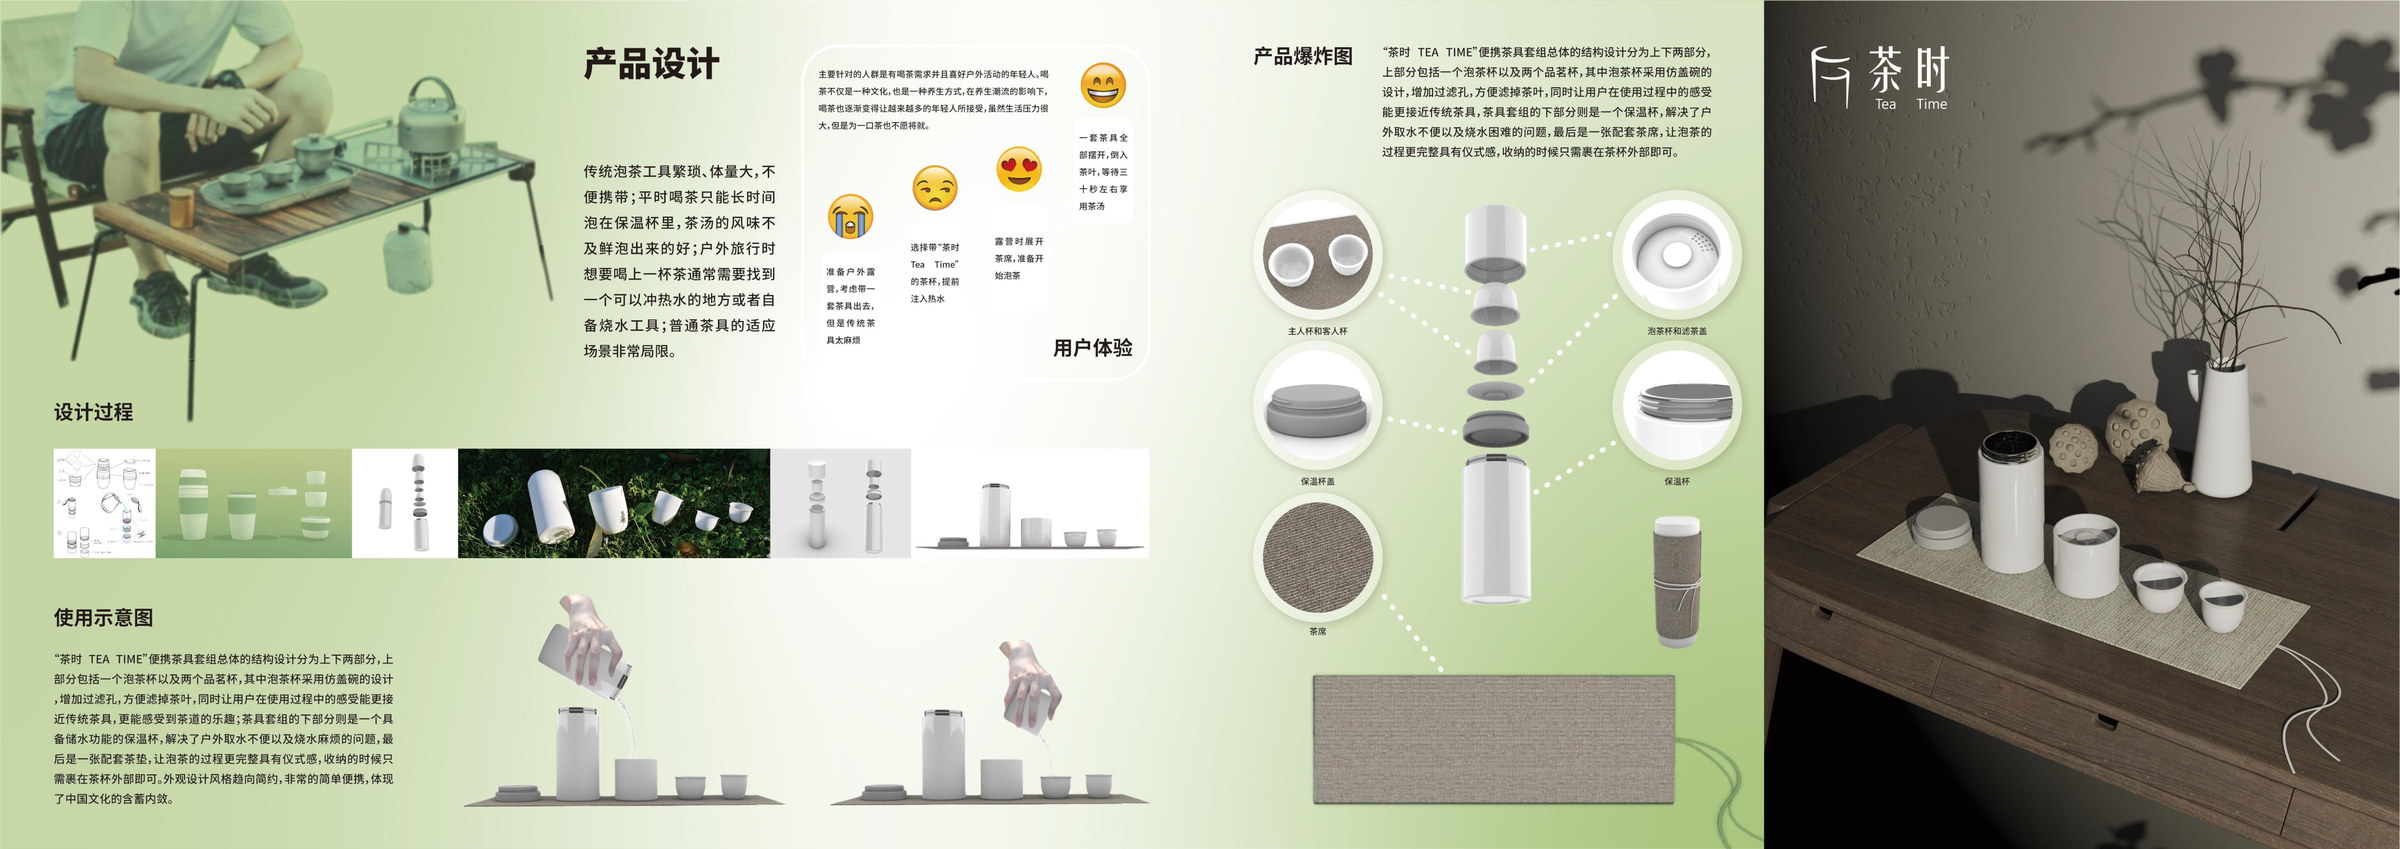 产品设计
传统泡茶工具繁琐、体量大，不
便携带；平时喝茶只能长时间
泡在保温杯里，茶汤的风味不
及鲜泡出来的好；户外旅行时
想要喝上一杯茶通常需要找到
一个可以冲热水的地方或者自
备烧水工具；普通茶具的适应
场景非常局限。
主要针对的人群是有喝茶需求并且喜好户外活动的年轻人。喝
茶不仅是一种文化，也是一种养生方式，在养生潮流的影响下，
喝茶也逐渐变得让越来越多的年轻人所接受，虽然生活压力很
大，但是为一口茶也不愿将就。
准备户外露
营，考虑带一
套茶具出去，
但是传统茶
具太麻烦
选择带“茶时
Tea Time”
的茶杯，提前
注入热水
露营时展开
茶席，准备开
始泡茶
一套茶具全
部摆开，倒入
茶叶，等待三
十秒左右享
用茶汤
用户体验
设计过程
使用示意图
“茶时 TEA TIME”便携茶具套组总体的结构设计分为上下两部分，上
部分包括一个泡茶杯以及两个品茗杯，其中泡茶杯采用仿盖碗的设计
，增加过滤孔，方便滤掉茶叶，同时让用户在使用过程中的感受能更接
近传统茶具，更能感受到茶道的乐趣；茶具套组的下部分则是一个具
备储水功能的保温杯，解决了户外取水不便以及烧水麻烦的问题，最
后是一张配套茶垫，让泡茶的过程更完整具有仪式感，收纳的时候只
需裹在茶杯外部即可。外观设计风格趋向简约，非常的简单便携，体现
了中国文化的含蓄内敛。
产品爆炸图
“茶时 TEA TIME”便携茶具套组总体的结构设计分为上下两部分，
上部分包括一个泡茶杯以及两个品茗杯，其中泡茶杯采用仿盖碗的
设计，增加过滤孔，方便滤掉茶叶，同时让用户在使用过程中的感受
能更接近传统茶具，茶具套组的下部分则是一个保温杯，解决了户
外取水不便以及烧水困难的问题，最后是一张配套茶席，让泡茶的
过程更完整具有仪式感，收纳的时候只需裹在茶杯外部即可。
主人杯和客人杯
泡茶杯和滤茶盖
保温杯盖
保温杯
茶席
茶时
Tea Time